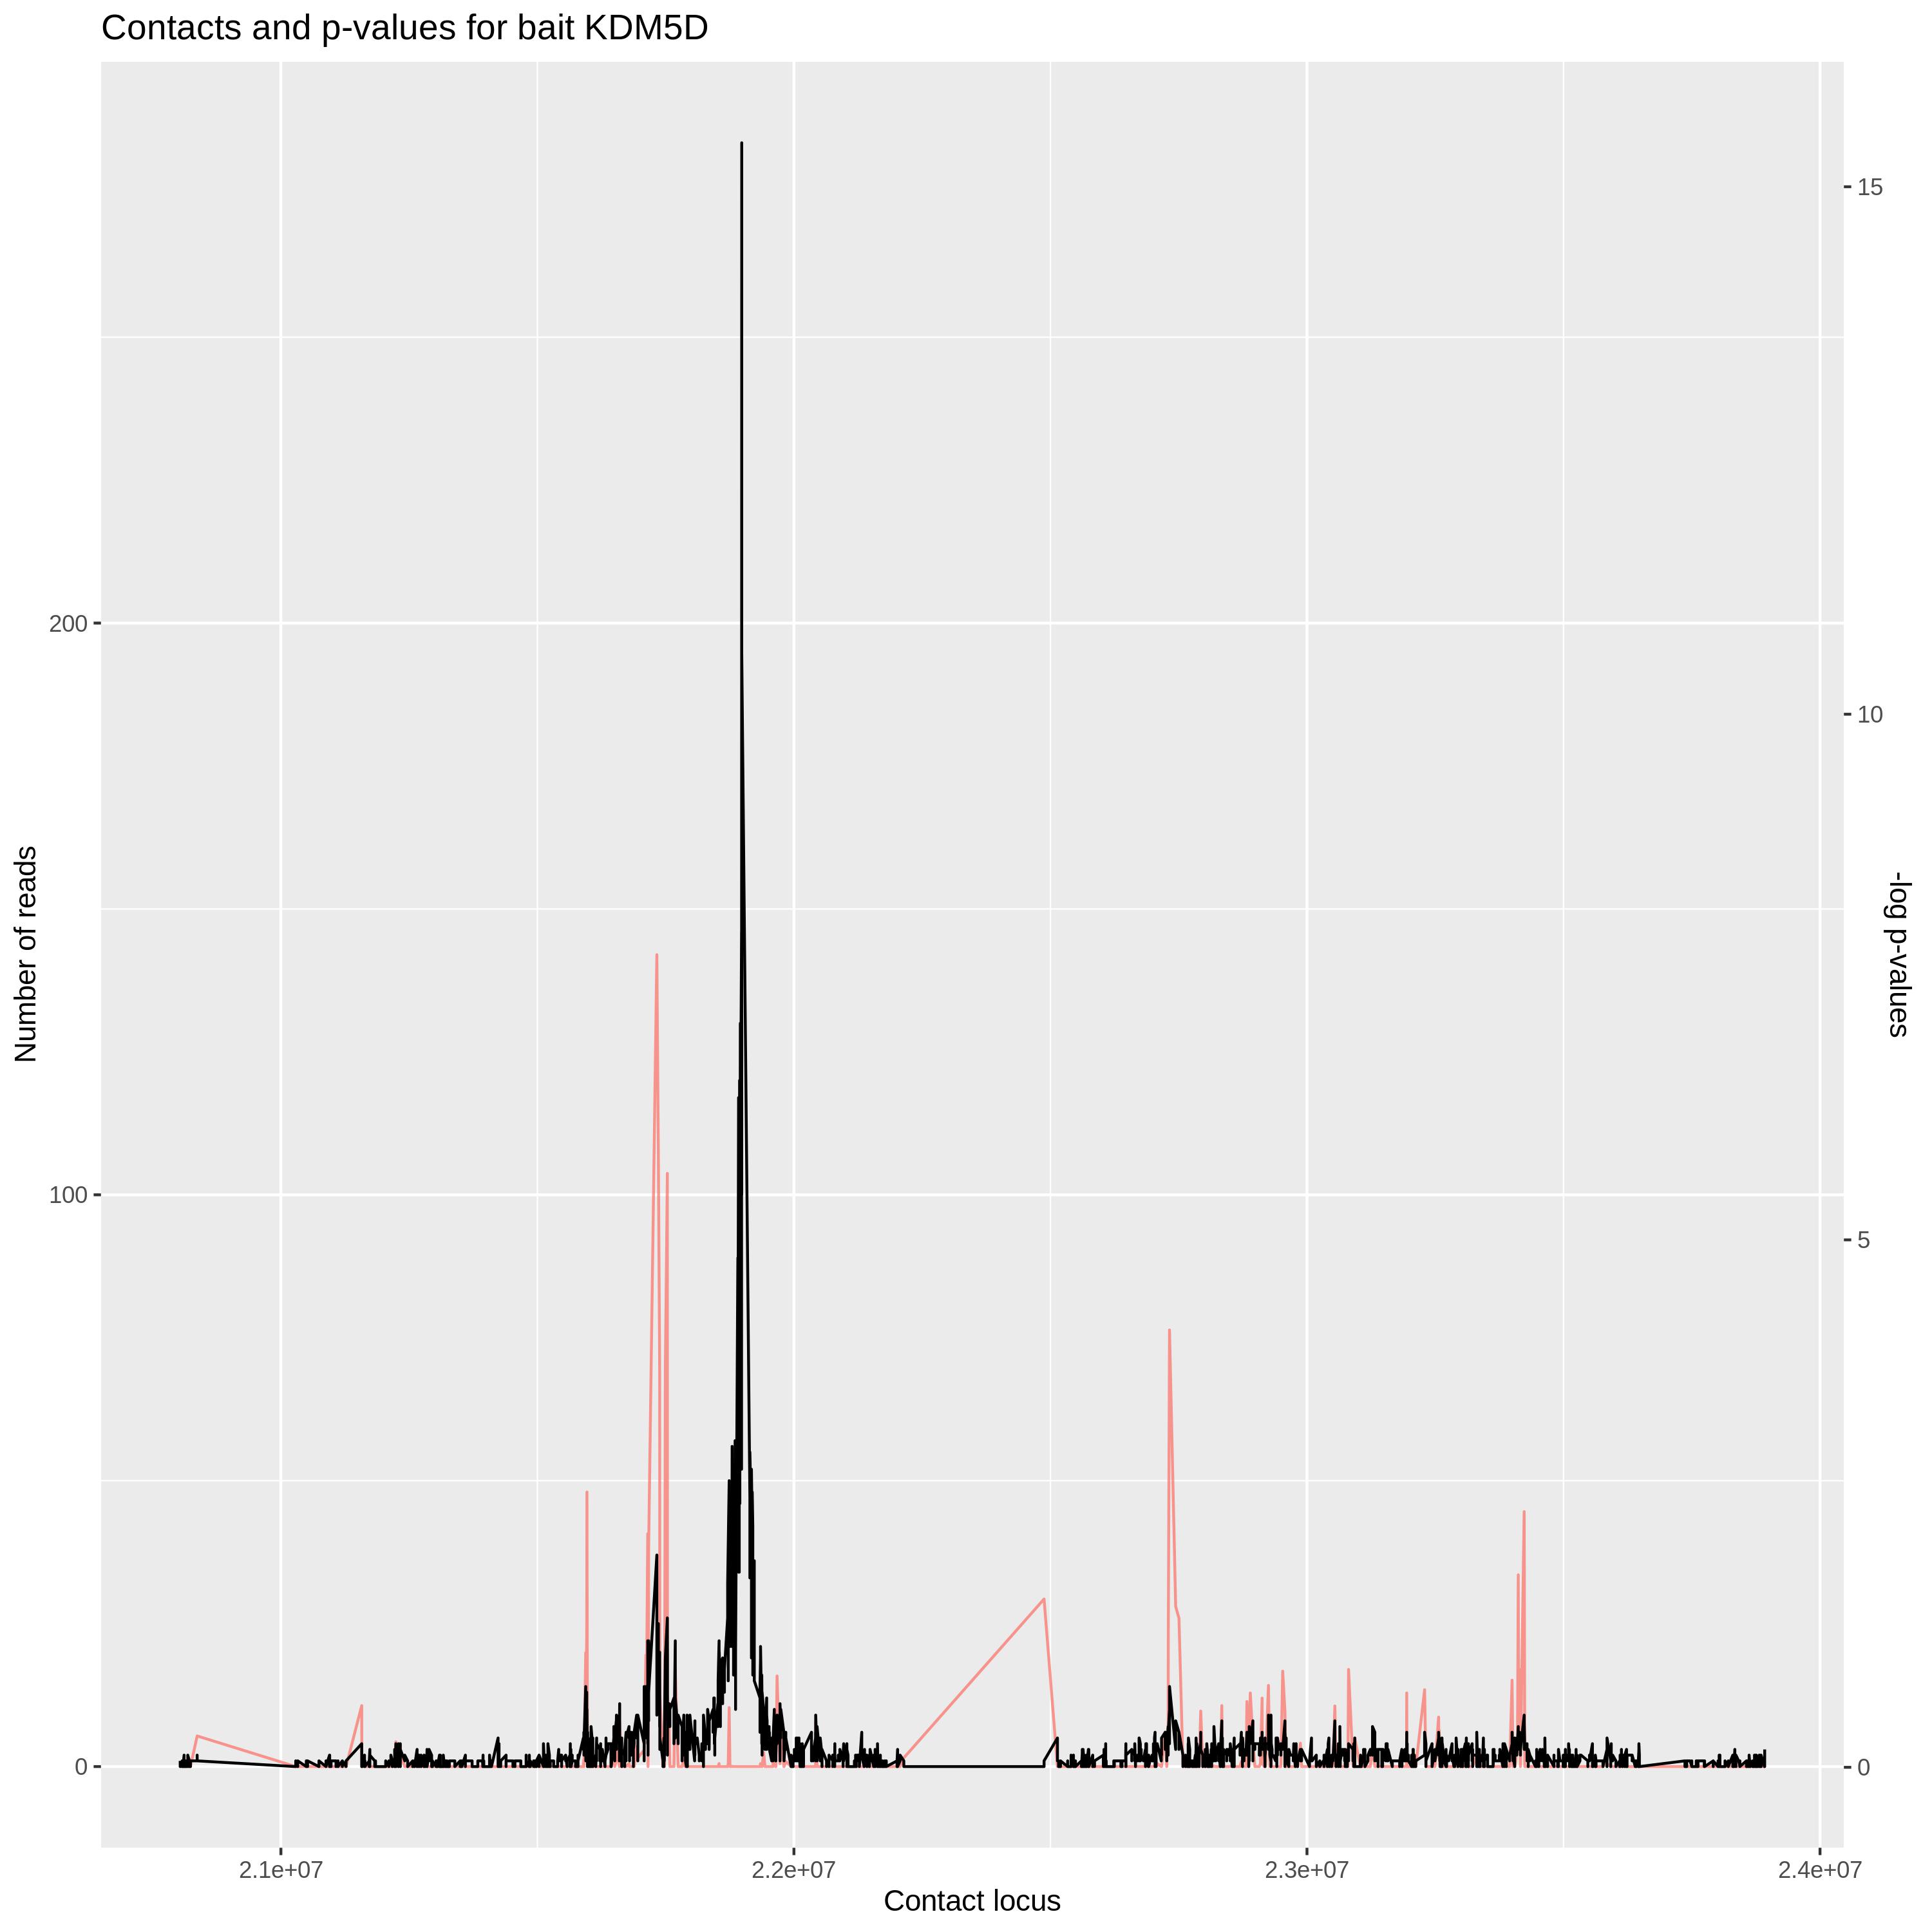 Contacts and p-values for bait KDM5D
Number of reads
200
100
0
15
10
5
0
-log p-values
2.1e+07
2.2e+07
2.3e+07
2.4e+07
Contact locus